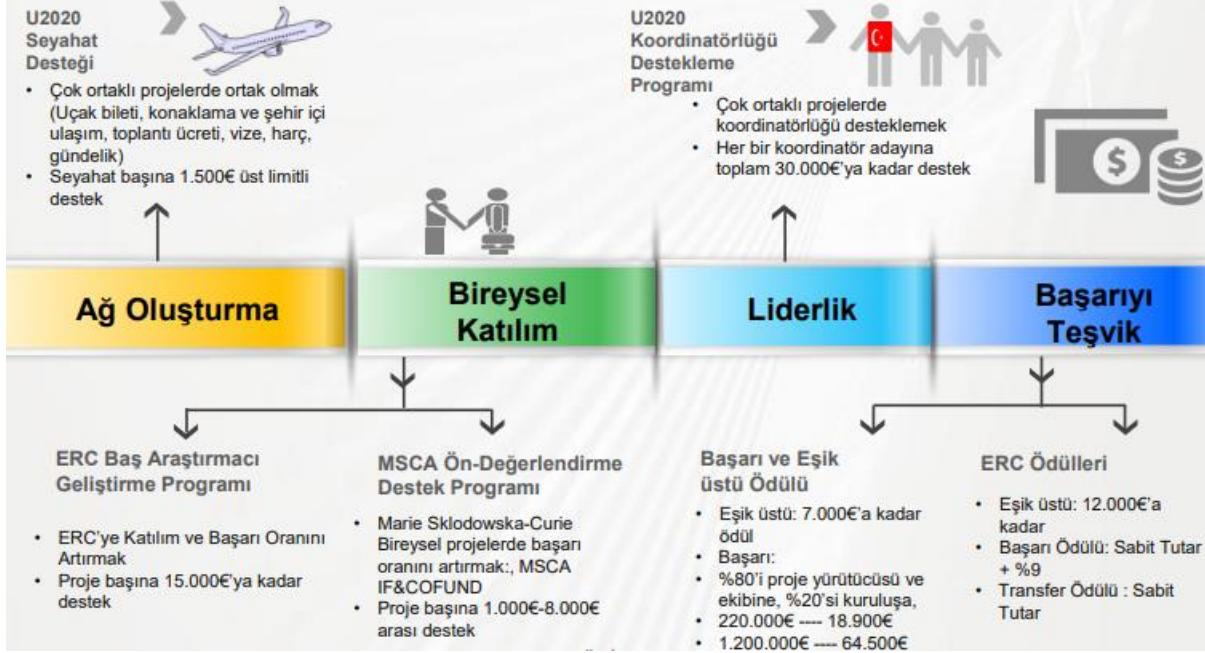 U2020
Seyahat
Desteği
• Çok ortaklı projelerde ortak olmak
(Uçak bileti, konaklama ve şehir içi
ulaşım, toplantı ücreti, vize, harç,
gündelik)
• Seyahat başına 1.500€ üst limitli
destek
U2020
Koordinatörlüğü
Destekleme
Programı
• Çok ortaklı projelerde
koordinatörlüğü desteklemek
• Her bir koordinatör adayına
toplam 30.000€'ya kadar destek
Ağ Oluşturma
Bireysel
Katılım
Liderlik
Başarıyı
Teşvik
ERC Baş Araştırmacı
Geliştirme Programı
• ERC'ye Katılım ve Başarı Oranını
Artırmak
• Proje başına 15.000€'ya kadar
destek
MSCA Ön-Değerlendirme
Destek Programı
• Marie Sklodowska-Curie
Bireysel projelerde başarı
oranını artırmak:, MSCA
IF&COFUND
• Proje başına 1.000€-8.000€
arası destek
Başarı ve Eşik
üstü Ödülü
• Eşik üstü: 7.000€'a kadar
ödül
• Başarı:
• %80'i proje yürütücüsü ve
ekibine, %20'si kuruluşa,
• 220.000€ ---- 18.900€
• 1.200.000€ ---- 64.500€
ERC Ödülleri
• Eşik üstü: 12.000€'a
kadar
• Başarı Ödülü: Sabit Tutar
+ %9
• Transfer Ödülü : Sabit
Tutar